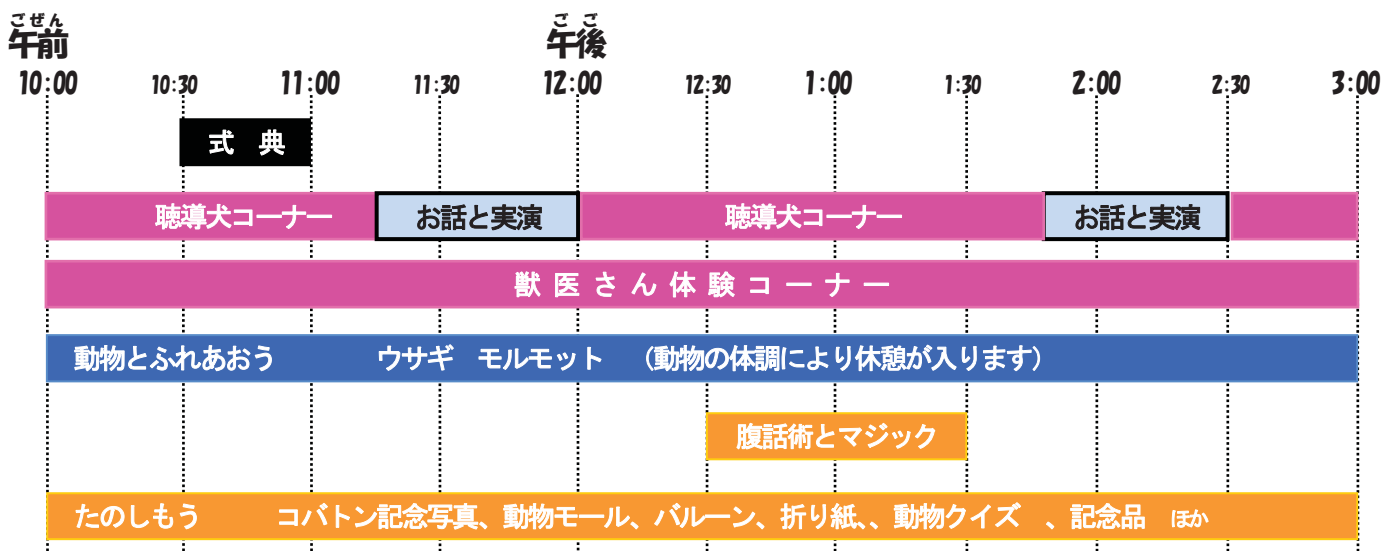 ごぜん
午前
ごご
午後
10:00 10:30 11:00 11:30 12:00 12:30 1:00 1:30 2:00 2:30 3:00
式 典
聴導犬コーナー お話と実演 聴導犬コーナー お話と実演
獣医さん体験コーナー
動物とふれあおう ウサギ モルモット (動物の体調により休憩が入ります)
腹話術とマジック
たのしもう コバトン記念写真、動物モール、バルーン、折り紙、、動物クイズ 、記念品 ほか